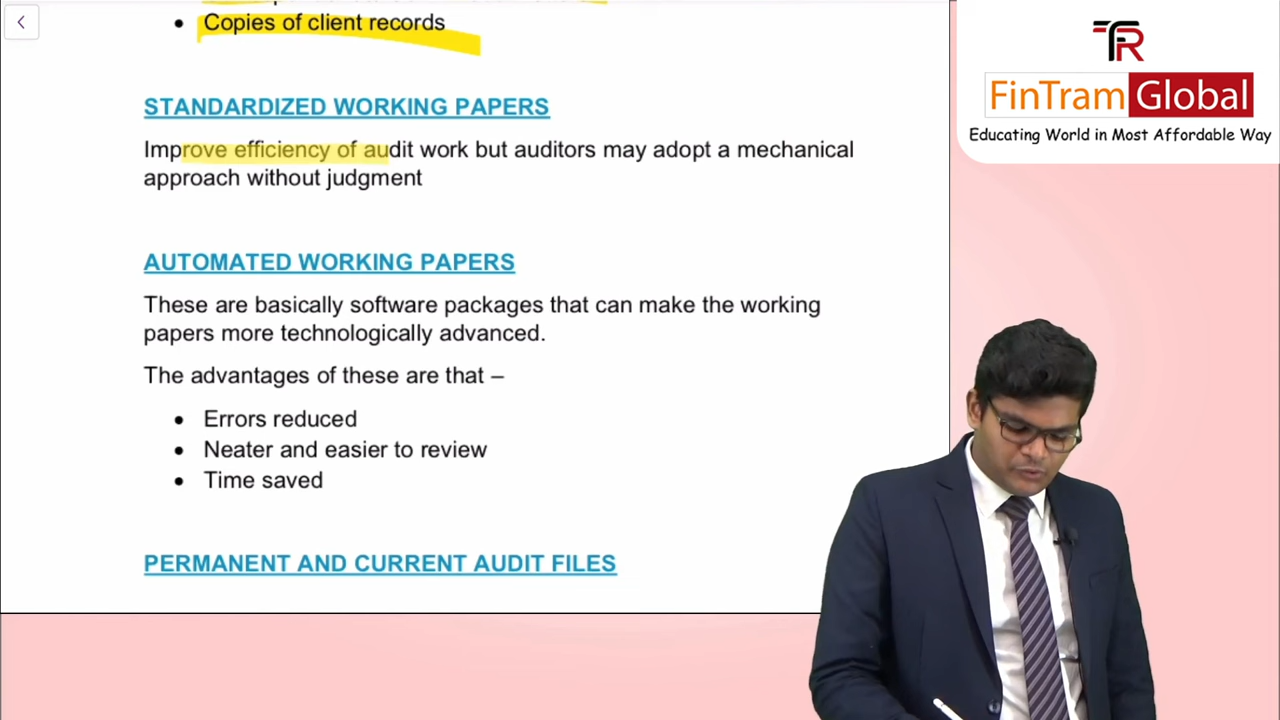 Copies of client records
STANDARDIZED WORKING PAPERS
Improve efficiency of audit work but auditors may adopt a mechanical
approach without judgment
AUTOMATED WORKING PAPERS
These are basically software packages that can make the working
papers more technologically advanced.
The advantages of these are that –
• Errors reduced
• Neater and easier to review
• Time saved
PERMANENT AND CURRENT AUDIT FILES
FinTram Global
Educating World in Most Affordable Way